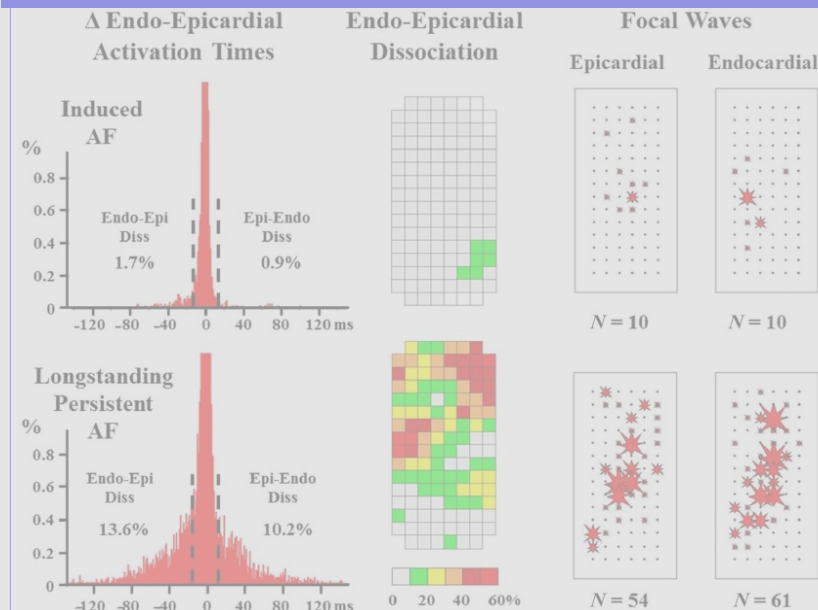 Δ Endo-Epicardial
Activation Times
Endo-Epicardial
Dissociation
Focal Waves
Epicardial
Endocardial
Induced
AF
%
0.8
0.6
0.4
0.2
0
Endo-Epi
Diss
1.7%
Epi-Endo
Diss
0.9%
-120 -80 -40 0 40 80 120 ms
N = 10
N = 10
Longstanding
Persistent
AF
%
0.8
0.6
0.4
0.2
0
Endo-Epi
Diss
13.6%
Epi-Endo
Diss
10.2%
-120 -80 -40 0 40 80 120 ms
0 20 40 60%
N = 54
N = 61